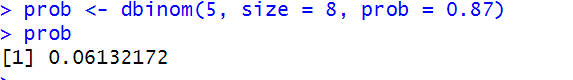 > prob <- dbinom(5, size = 8, prob = 0.87)
> prob
[1] 0.06132172